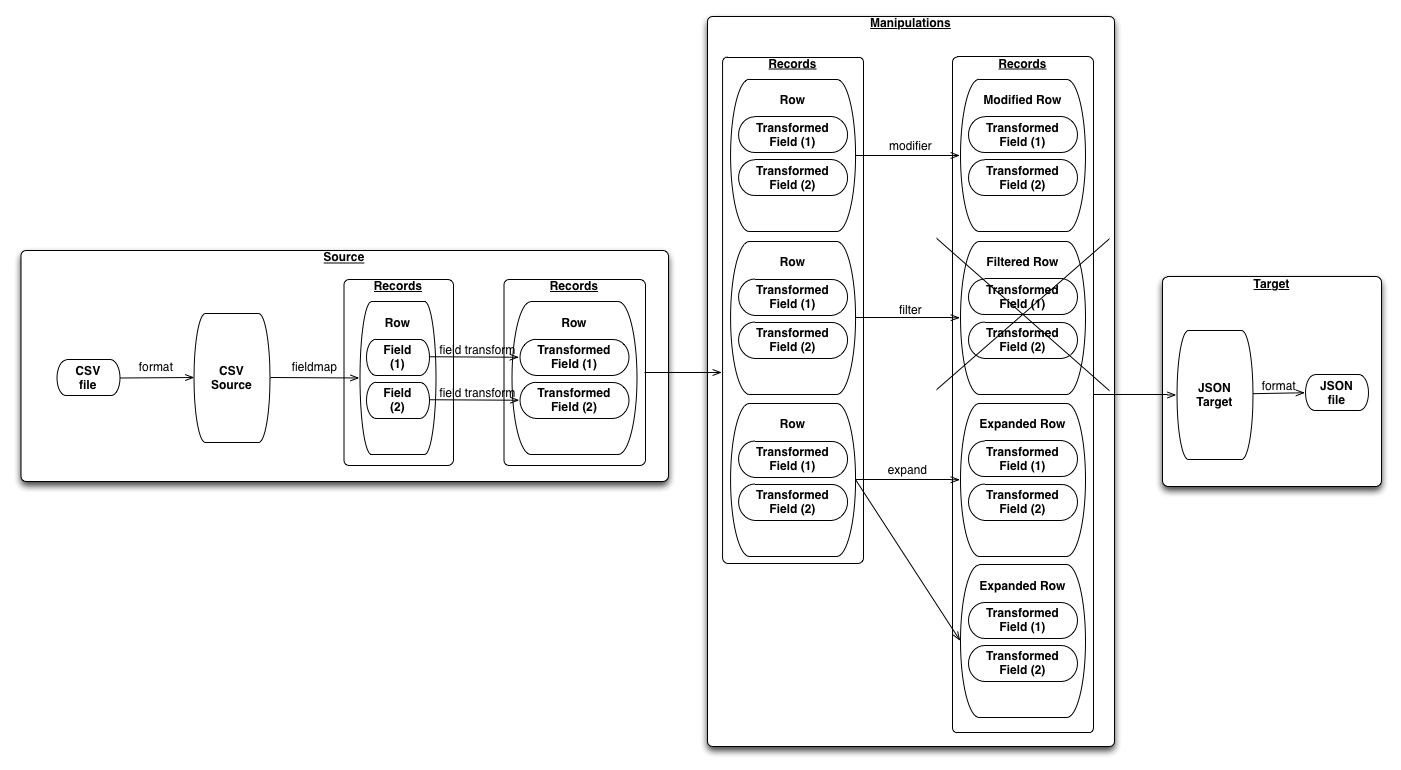 Source
CSV
file
format
CSV
Source
fieldmap
Records
Row
Field
(1)
Field
(2)
field transform
field transform
Records
Row
Transformed
Field (1)
Transformed
Field (2)
Manipulations
Records
Row
Transformed
Field (1)
Transformed
Field (2)
Row
Transformed
Field (1)
Transformed
Field (2)
Row
Transformed
Field (1)
Transformed
Field (2)
modifier
filter
expand
Records
Modified Row
Transformed
Field (1)
Transformed
Field (2)
Filtered Row
Transformed
Field (1)
Transformed
Field (2)
Expanded Row
Transformed
Field (1)
Transformed
Field (2)
Expanded Row
Transformed
Field (1)
Transformed
Field (2)
Target
JSON
Target
format
JSON
file